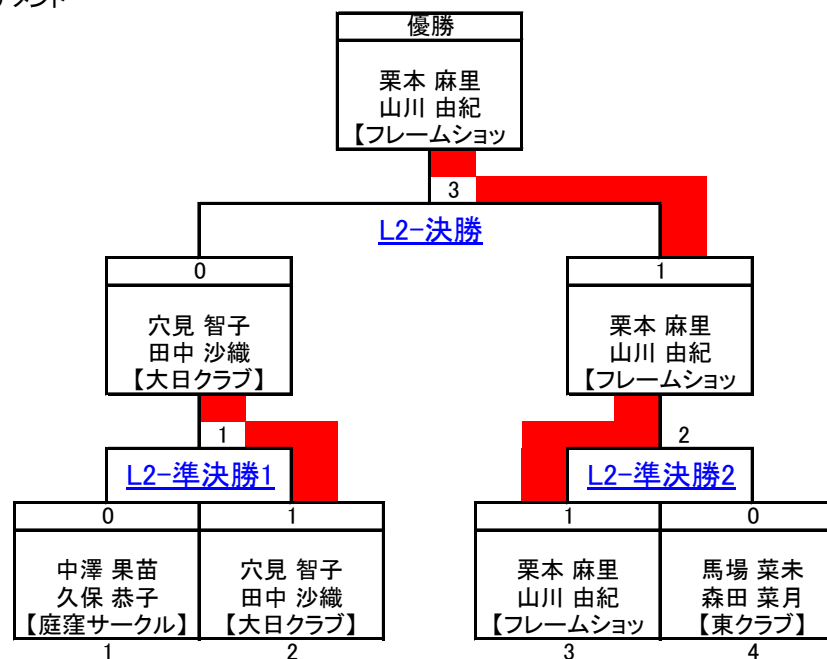 優勝
栗本 麻里
山川 由紀
【フレームショッ
3
L2-決勝
0
1
穴見 智子
田中 沙織
【大日クラブ】
栗本 麻里
山川 由紀
【フレームショッ
1
2
L2-準決勝1
L2-準決勝2
0
1
1
0
中澤 果苗
久保 恭子
【庭窪サークル】
穴見 智子
田中 沙織
【大日クラブ】
栗本 麻里
山川 由紀
【フレームショッ
馬場 菜未
森田 菜月
【東クラブ】
1
2
3
4